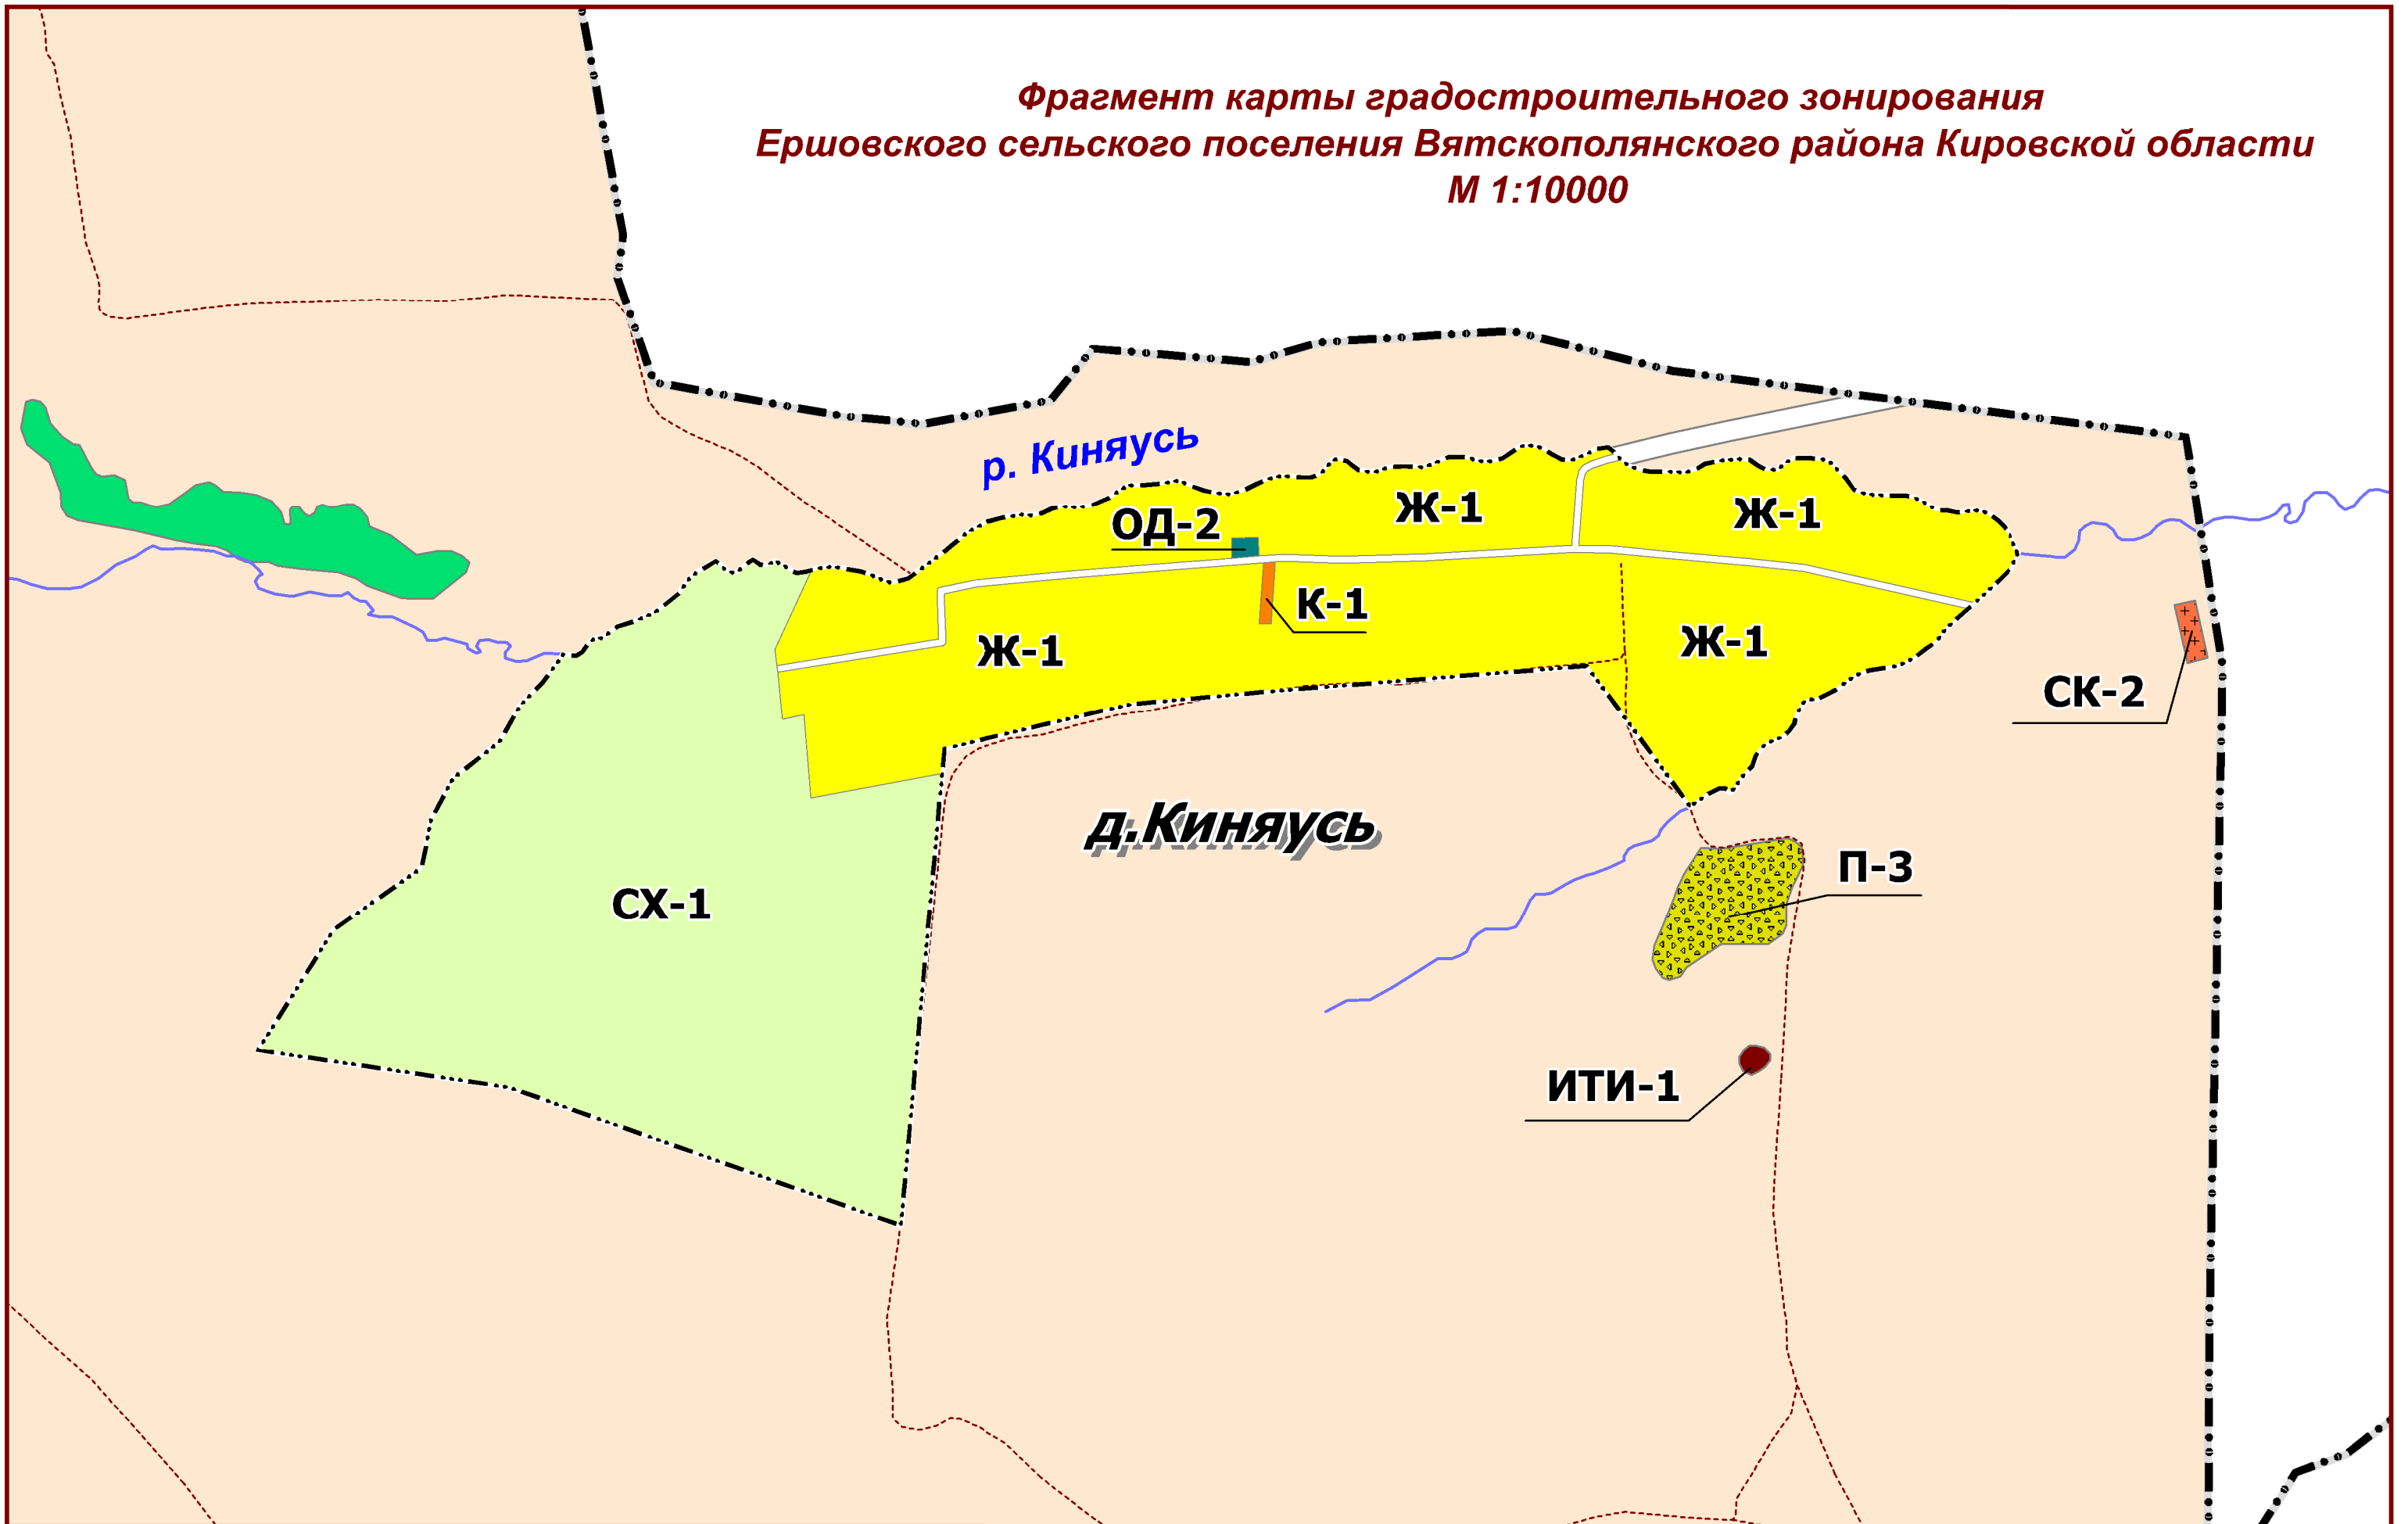 Фрагмент карты градостроительного зонирования
Ершовского сельского поселения Вятскополянского района Кировской области
М 1:10000
р. Киняусь
ОД-2
Ж-1
Ж-1
К-1
Ж-1
Ж-1
СК-2
д.Киняусь
П-3
СХ-1
ИТИ-1